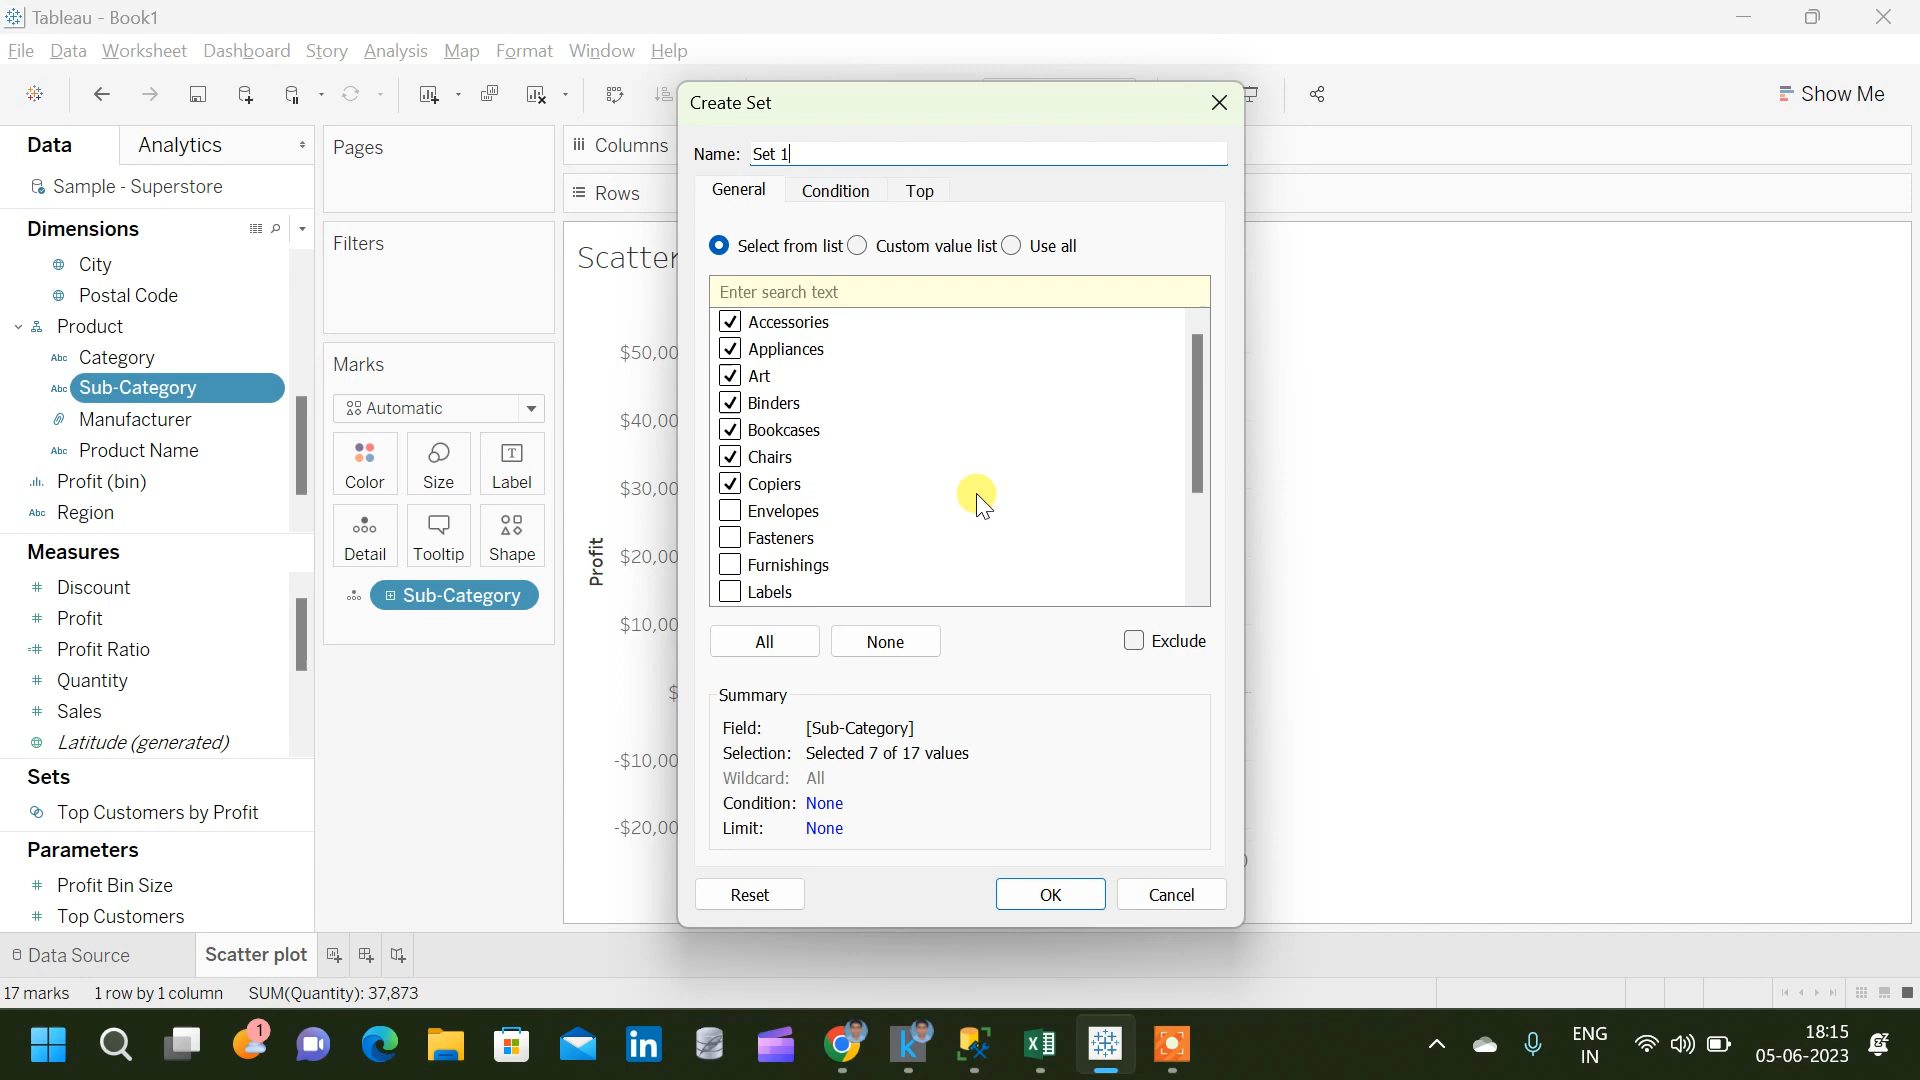 Tableau - Book1
File Data Worksheet Dashboard Story Analysis Map Format Window Help
Show Me
Data
Analytics
Sample - Superstore
Dimensions
City
Postal Code
Product
Abc Category
Abc Sub-Category
Manufacturer
Abc Product Name
Profit (bin)
Abc Region
Measures
Discount
Profit
Profit Ratio
Quantity
Sales
Latitude (generated)
Sets
Top Customers by Profit
Parameters
Profit Bin Size
Top Customers
Pages
Filters
Marks
Automatic
Color
Size
Label
Detail
Tooltip
Shape
Sub-Category
Columns
Rows
Scatter
Profit
$50,00
$40,00
$30,00
$20,00
$10,00
$
-$10,00
-$20,00
Create Set
Name: Set 1
General
Condition
Top
Select from list
Custom value list
Use all
Enter search text
Accessories
Appliances
Art
Binders
Bookcases
Chairs
Copiers
Envelopes
Fasteners
Furnishings
Labels
All
None
Exclude
Summary
Field: [Sub-Category]
Selection: Selected 7 of 17 values
Wildcard: All
Condition: None
Limit: None
Reset
OK
Cancel
Data Source
Scatter plot
17 marks 1 row by 1 column SUM(Quantity): 37,873
1
ENG
IN
18:15
05-06-2023